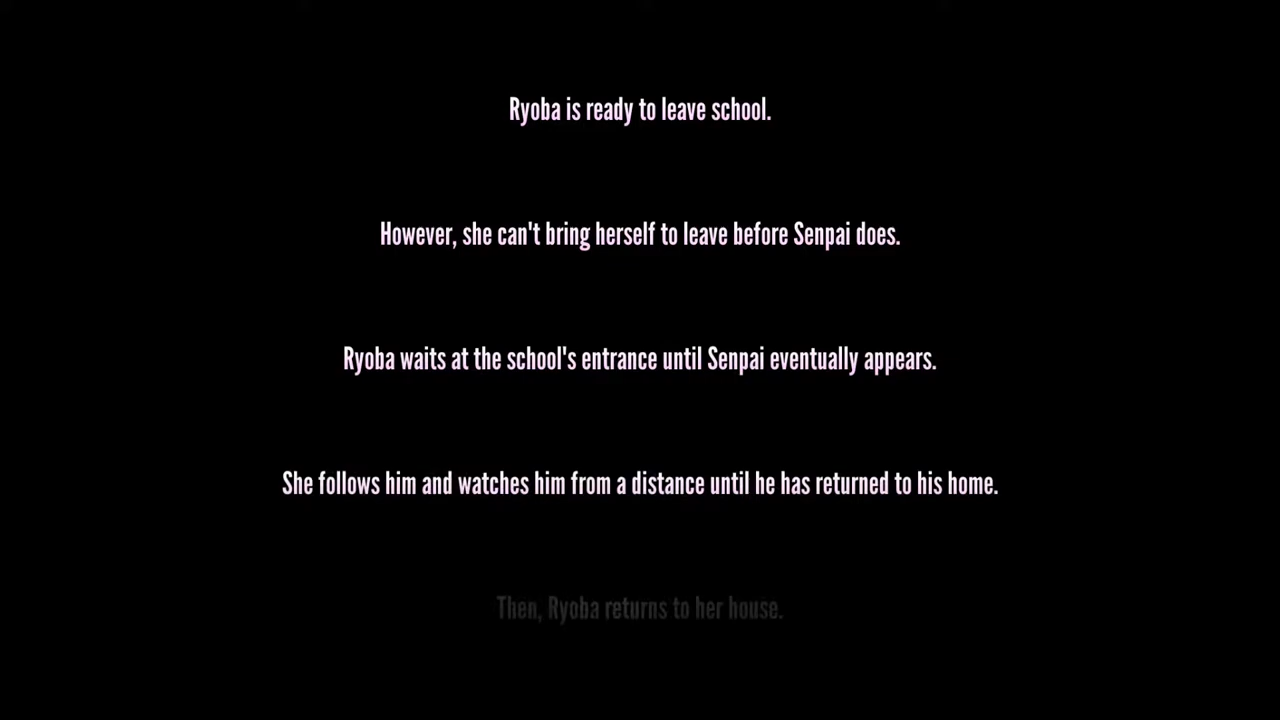 Ryoba is ready to leave school.
However, she can't bring herself to leave before Senpai does.
Ryoba waits at the school's entrance until Senpai eventually appears.
She follows him and watches him from a distance until he has returned to his home.
Then, Ryoba returns to her house.